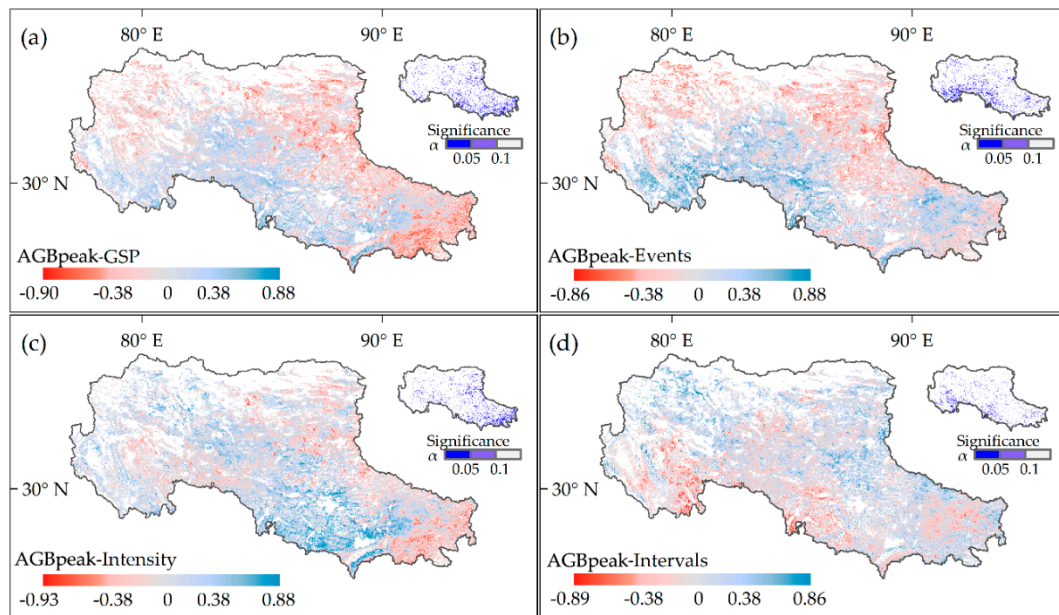 (a)
80° E
90° E
Significance
α
0.05
0.1
30° N
AGBpeak-GSP
-0.90
-0.38
0
0.38
0.88
(b)
80° E
90° E
Significance
α
0.05
0.1
30° N
AGBpeak-Events
-0.86
-0.38
0
0.38
0.88
(c)
80° E
90° E
Significance
α
0.05
0.1
30° N
AGBpeak-Intensity
-0.93
-0.38
0
0.38
0.88
(d)
80° E
90° E
Significance
α
0.05
0.1
30° N
AGBpeak-Intervals
-0.89
-0.38
0
0.38
0.86